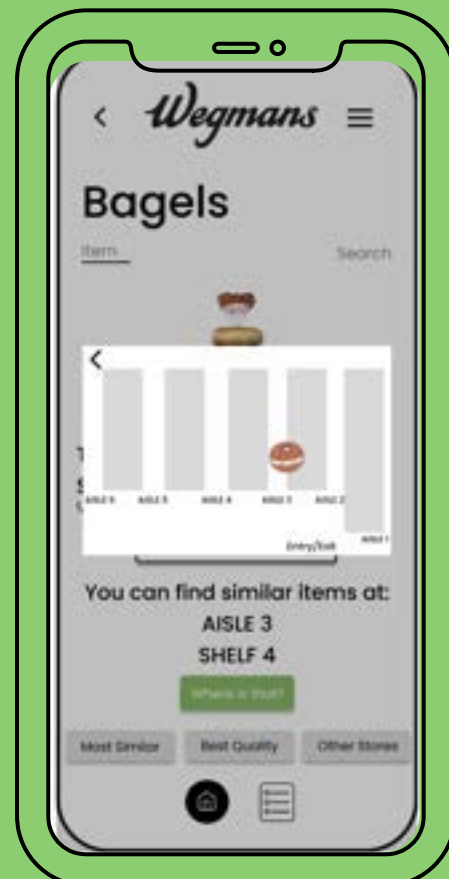 Wegmans
Bagels
Item Search
AISLE 6 AISLE 5 AISLE 4 AISLE 3 AISLE 2
AISLE 1
Entry/Exit
You can find similar items at:
AISLE 3
SHELF 4
Where is that?
Most Similar Best Quality Other Stores